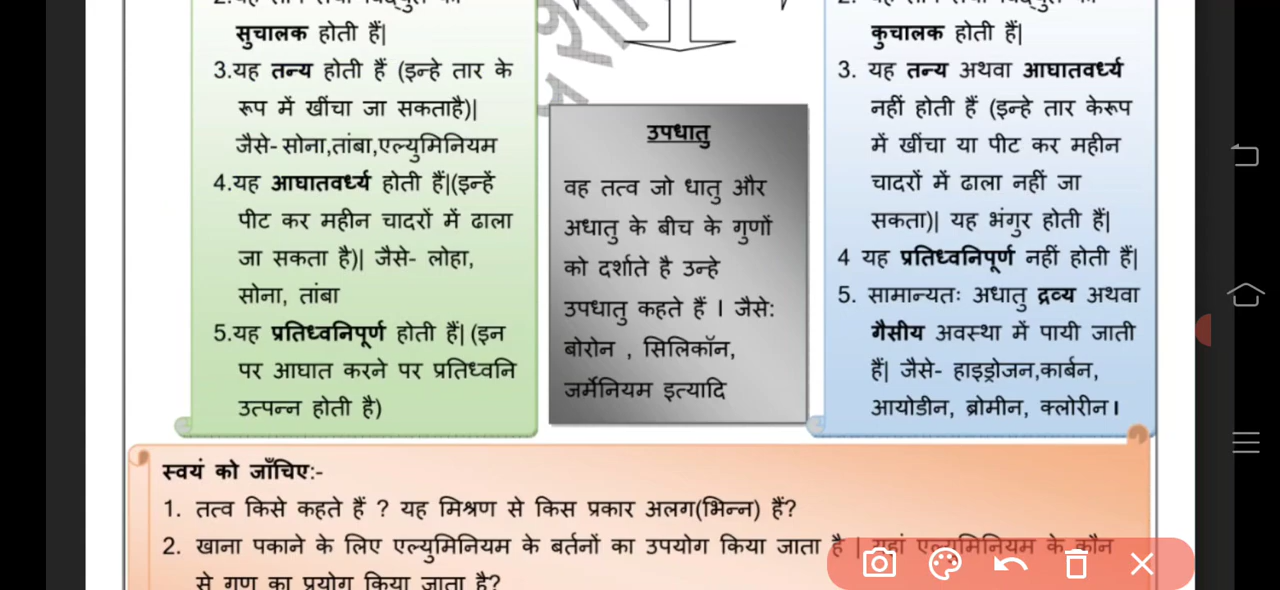 सुचालक होती हैं|
3.यह तन्य होती हैं (इन्हे तार के
रूप में खींचा जा सकताहै)|
जैसे- सोना,तांबा,एल्युमिनियम
4.यह आघातवर्ध्य होती हैं|(इन्हें
पीट कर महीन चादरों में ढाला
जा सकता है)| जैसे- लोहा,
सोना, तांबा
5.यह प्रतिध्वनिपूर्ण होती हैं| (इन
पर आघात करने पर प्रतिध्वनि
उत्पन्न होती है)
उपधातु
वह तत्व जो धातु और
अधातु के बीच के गुणों
को दर्शाते है उन्हे
उपधातु कहते हैं । जैसे:
बोरोन , सिलिकॉन,
जर्मेनियम इत्यादि
कुचालक होती हैं|
3. यह तन्य अथवा आघातवर्ध्य
नहीं होती हैं (इन्हे तार केरूप
में खींचा या पीट कर महीन
चादरों में ढाला नहीं जा
सकता)| यह भंगुर होती हैं|
4 यह प्रतिध्वनिपूर्ण नहीं होती हैं|
5. सामान्यतः अधातु द्रव्य अथवा
गैसीय अवस्था में पायी जाती
हैं| जैसे- हाइड्रोजन,कार्बन,
आयोडीन, ब्रोमीन, क्लोरीन।
स्वयं को जाँचिए:-
1. तत्व किसे कहते हैं ? यह मिश्रण से किस प्रकार अलग(भिन्न) हैं?
2. खाना पकाने के लिए एल्युमिनियम के बर्तनों का उपयोग किया जाता है | यहां एल्युमिनियम के कौन
से गुण का प्रयोग किया जाता है?